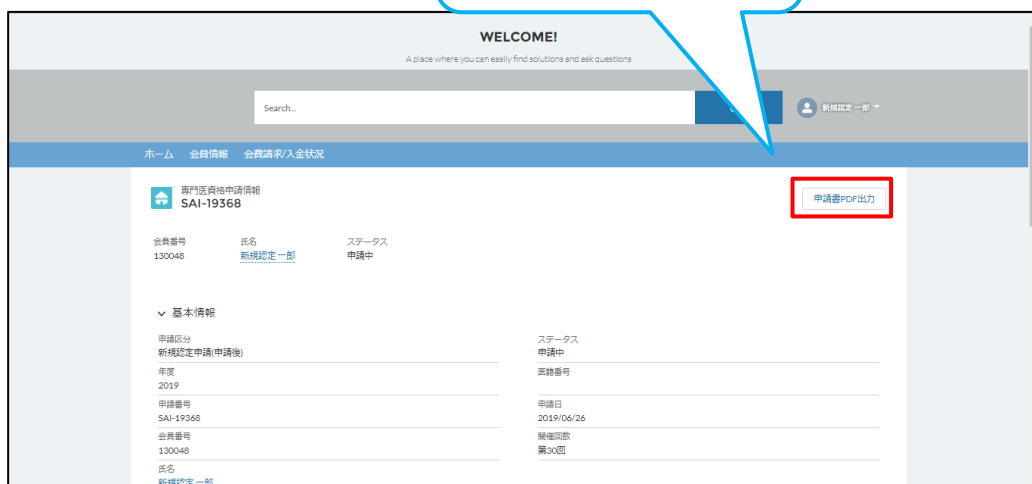 WELCOME!
A place where you can easily find solutions and ask questions
Search...
新規認定 一郎
ホーム 会員情報 会費請求/入金状況
専門医資格申請情報
SAI-19368
申請書PDF出力
会員番号 氏名 ステータス
130048 新規認定 一郎 申請中
基本情報
申請区分 ステータス
新規認定申請(申請後) 申請中
年度 医籍番号
2019
申請番号 申請日
SAI-19368 2019/06/26
会員番号 開催回数
130048 第30回
氏名
新規認定 一郎